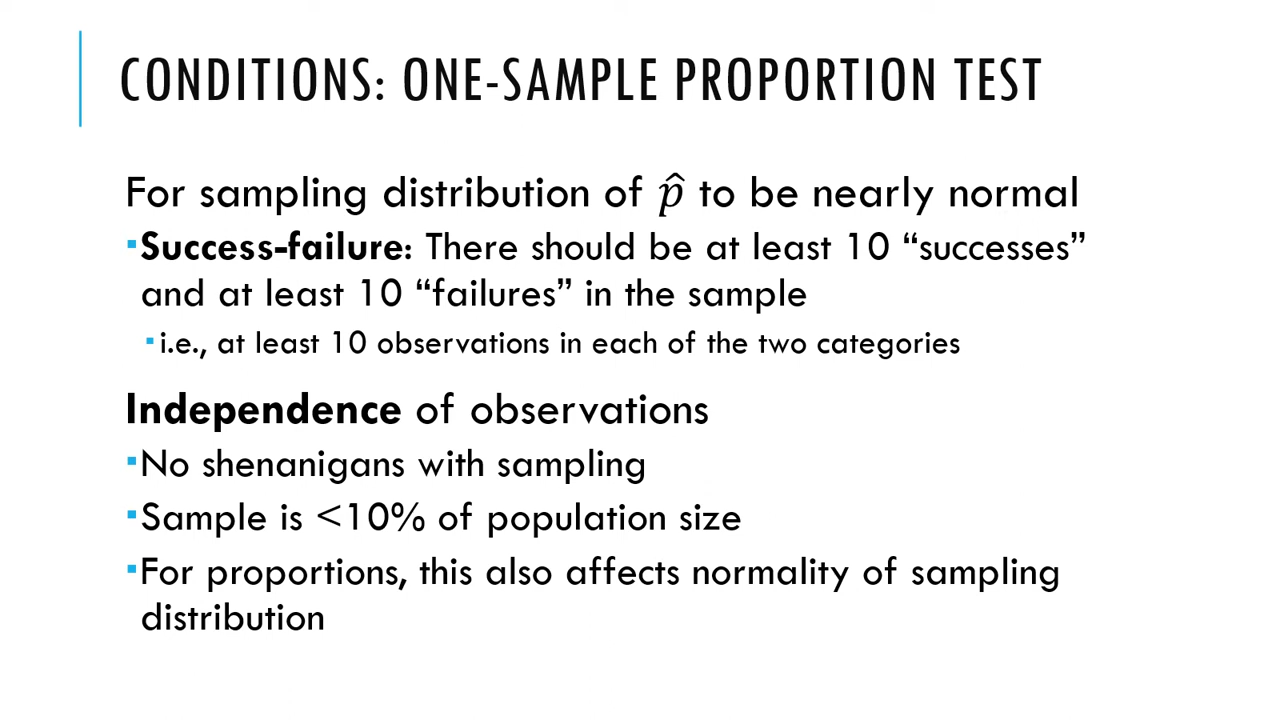 CONDITIONS: ONE-SAMPLE PROPORTION TEST
For sampling distribution of p̂ to be nearly normal
▪Success-failure: There should be at least 10 “successes”
and at least 10 “failures” in the sample
▪i.e., at least 10 observations in each of the two categories
Independence of observations
▪No shenanigans with sampling
▪Sample is <10% of population size
▪For proportions, this also affects normality of sampling
distribution